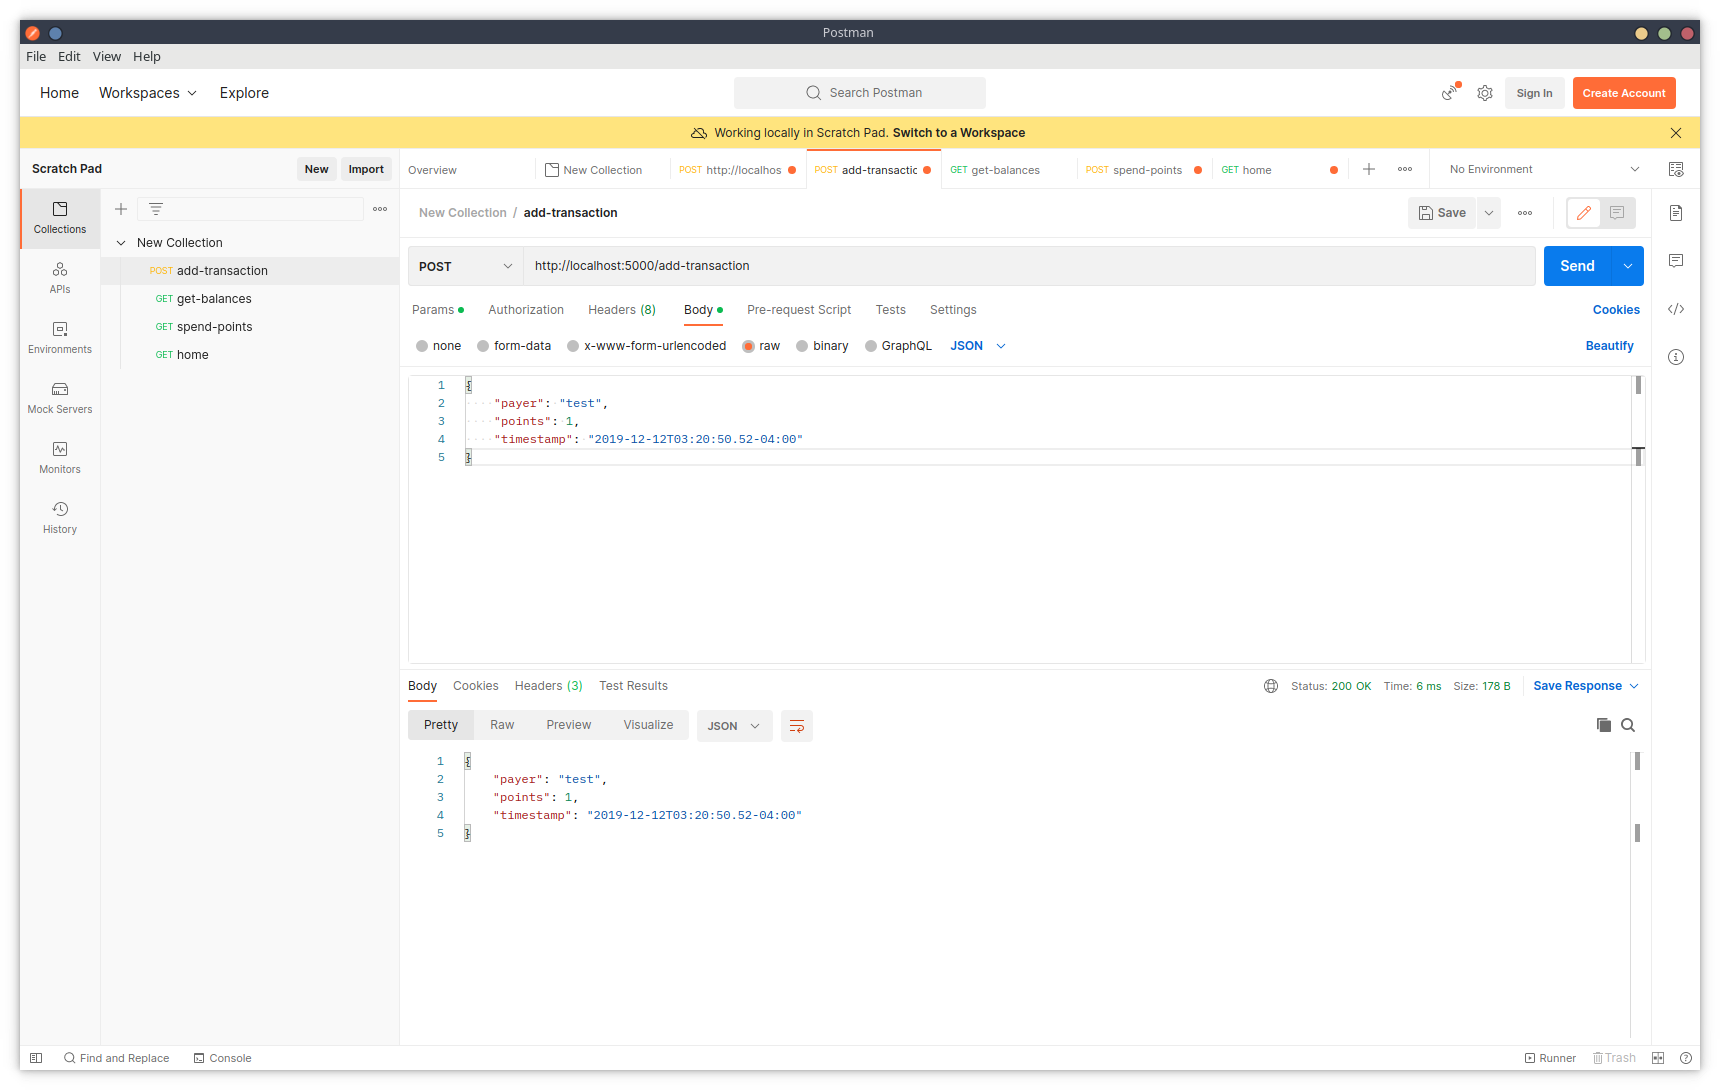 Postman
File Edit View Help
Home Workspaces Explore Search Postman Sign In Create Account
Working locally in Scratch Pad. Switch to a Workspace
Scratch Pad New Import
Overview New Collection POST http://localhos POST add-transactic GET get-balances POST spend-points GET home No Environment
Collections
APIs
Environments
Mock Servers
Monitors
History
New Collection
POST add-transaction
GET get-balances
GET spend-points
GET home
New Collection / add-transaction Save
POST http://localhost:5000/add-transaction Send
Params Authorization Headers (8) Body Pre-request Script Tests Settings Cookies
none form-data x-www-form-urlencoded raw binary GraphQL JSON Beautify
1 {
2 "payer": "test",
3 "points": 1,
4 "timestamp": "2019-12-12T03:20:50.52-04:00"
5 }
Body Cookies Headers (3) Test Results Status: 200 OK Time: 6 ms Size: 178 B Save Response
Pretty Raw Preview Visualize JSON
1 {
2 "payer": "test",
3 "points": 1,
4 "timestamp": "2019-12-12T03:20:50.52-04:00"
5 }
Find and Replace Console Runner Trash